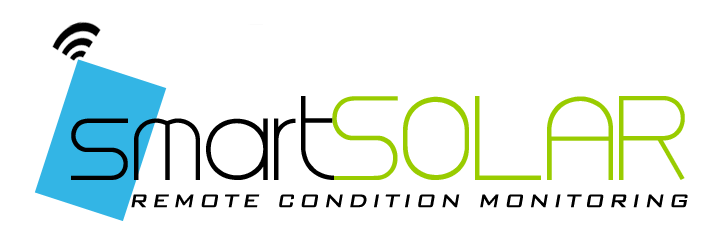 smartSOLAR
REMOTE CONDITION MONITORING